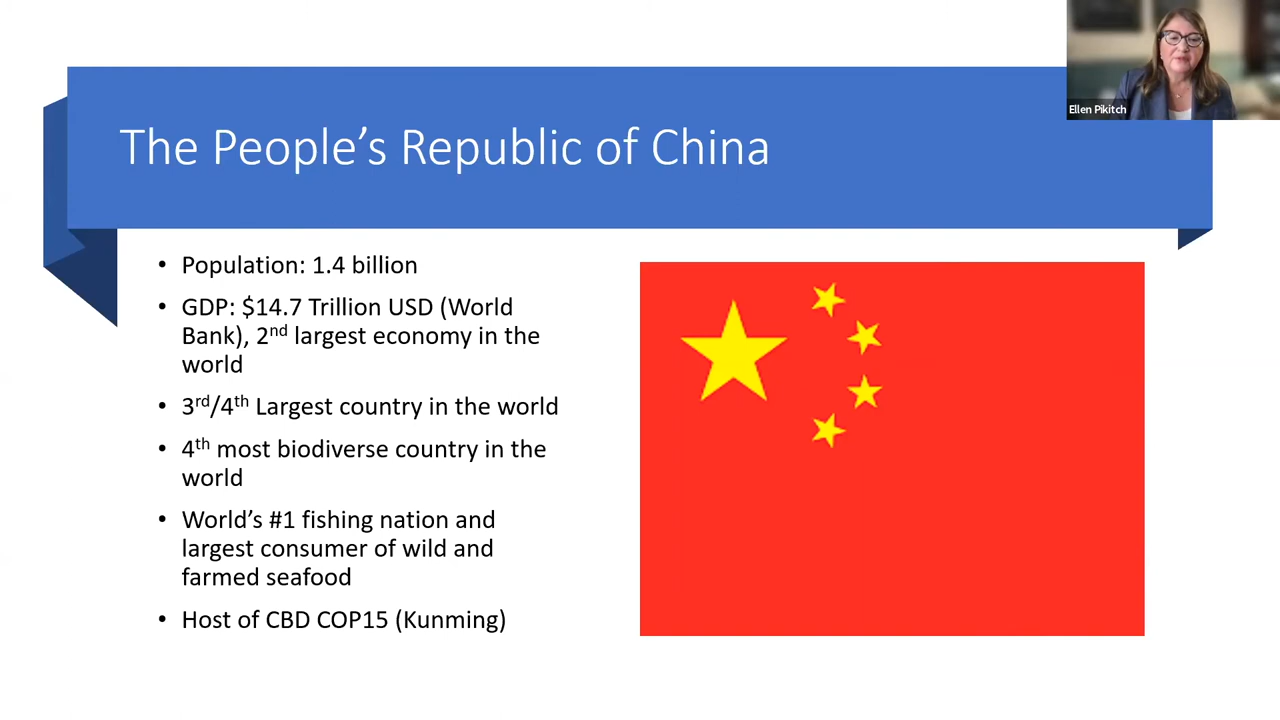 Ellen Pikitch
The People’s Republic of China
• Population: 1.4 billion
• GDP: $14.7 Trillion USD (World
Bank), 2nd largest economy in the
world
• 3rd/4th Largest country in the world
• 4th most biodiverse country in the
world
• World’s #1 fishing nation and
largest consumer of wild and
farmed seafood
• Host of CBD COP15 (Kunming)